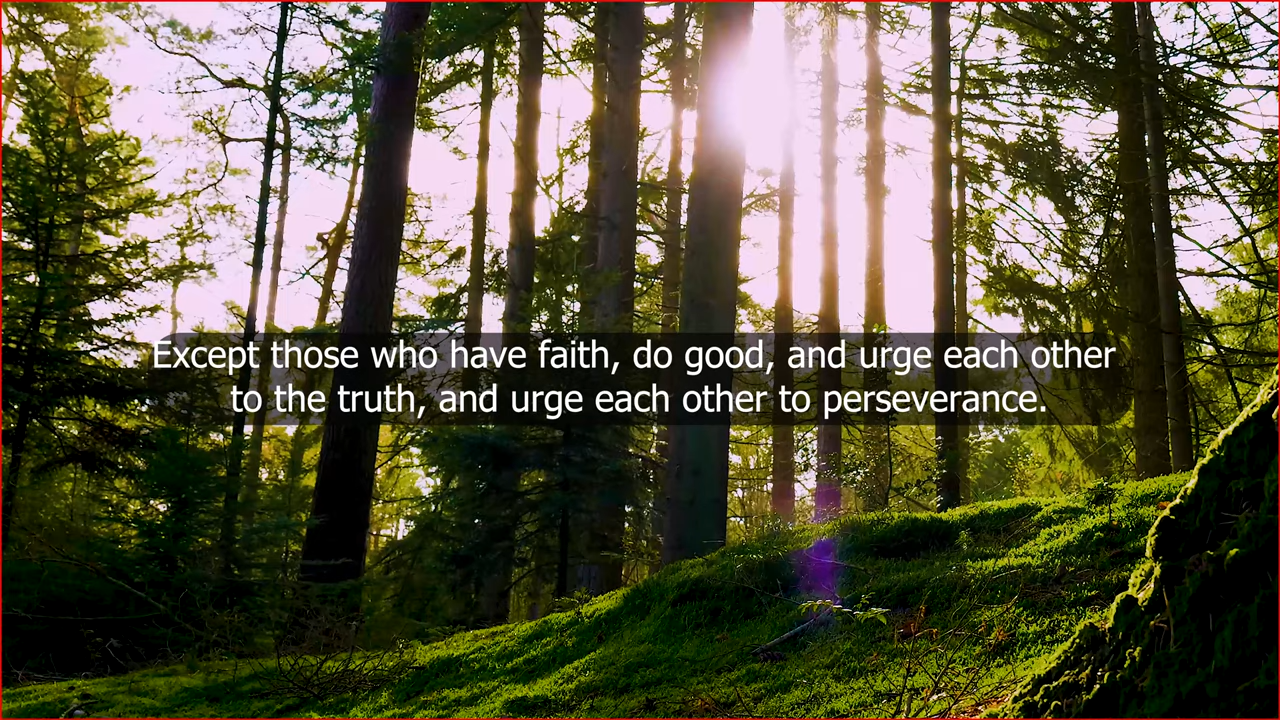 Except those who have faith, do good, and urge each other
to the truth, and urge each other to perseverance.